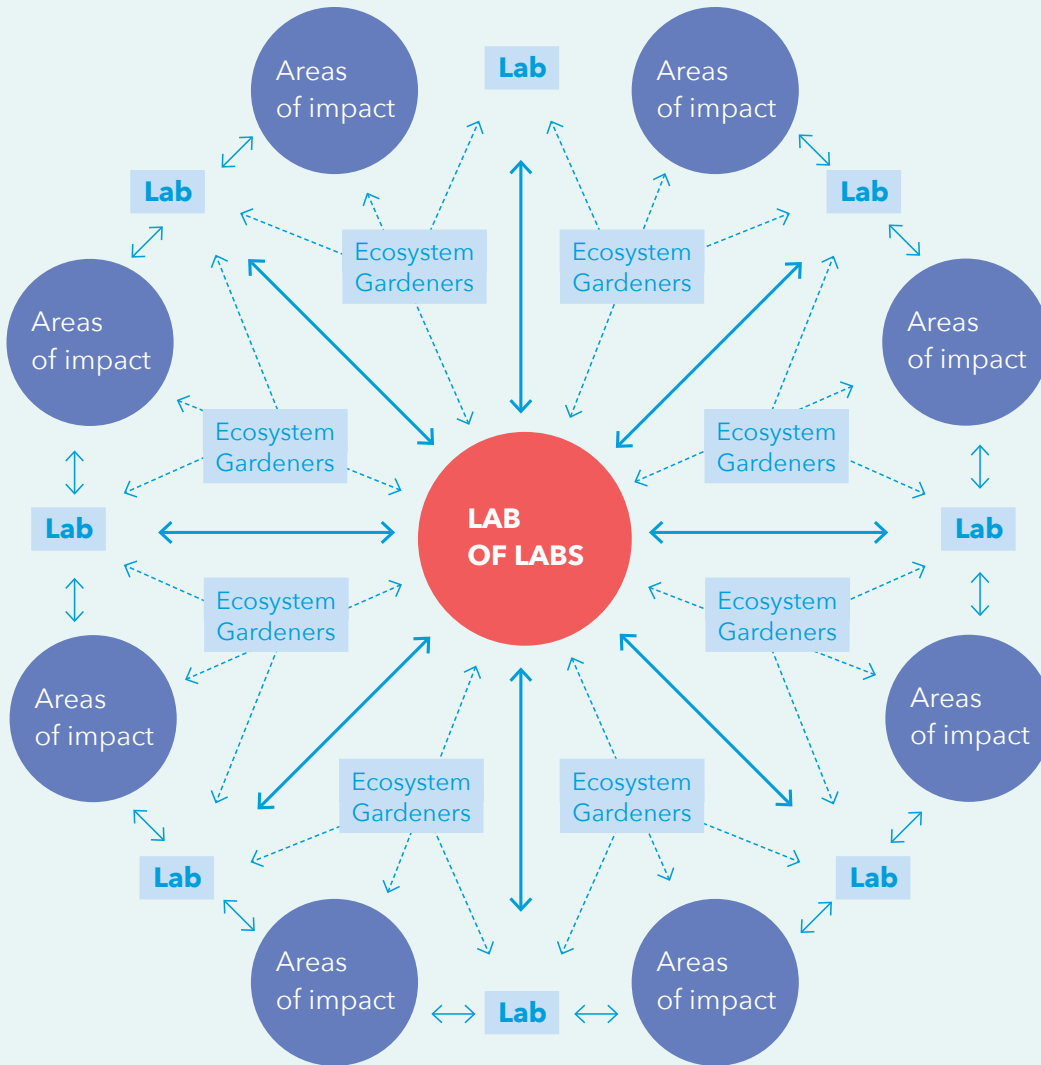 Areas
of impact
Lab
Areas
of impact
Lab
Lab
Ecosystem
Gardeners
Ecosystem
Gardeners
Areas
of impact
Areas
of impact
Ecosystem
Gardeners
Ecosystem
Gardeners
Lab
LAB
OF LABS
Lab
Ecosystem
Gardeners
Ecosystem
Gardeners
Areas
of impact
Areas
of impact
Ecosystem
Gardeners
Ecosystem
Gardeners
Lab
Lab
Areas
of impact
Areas
of impact
Lab